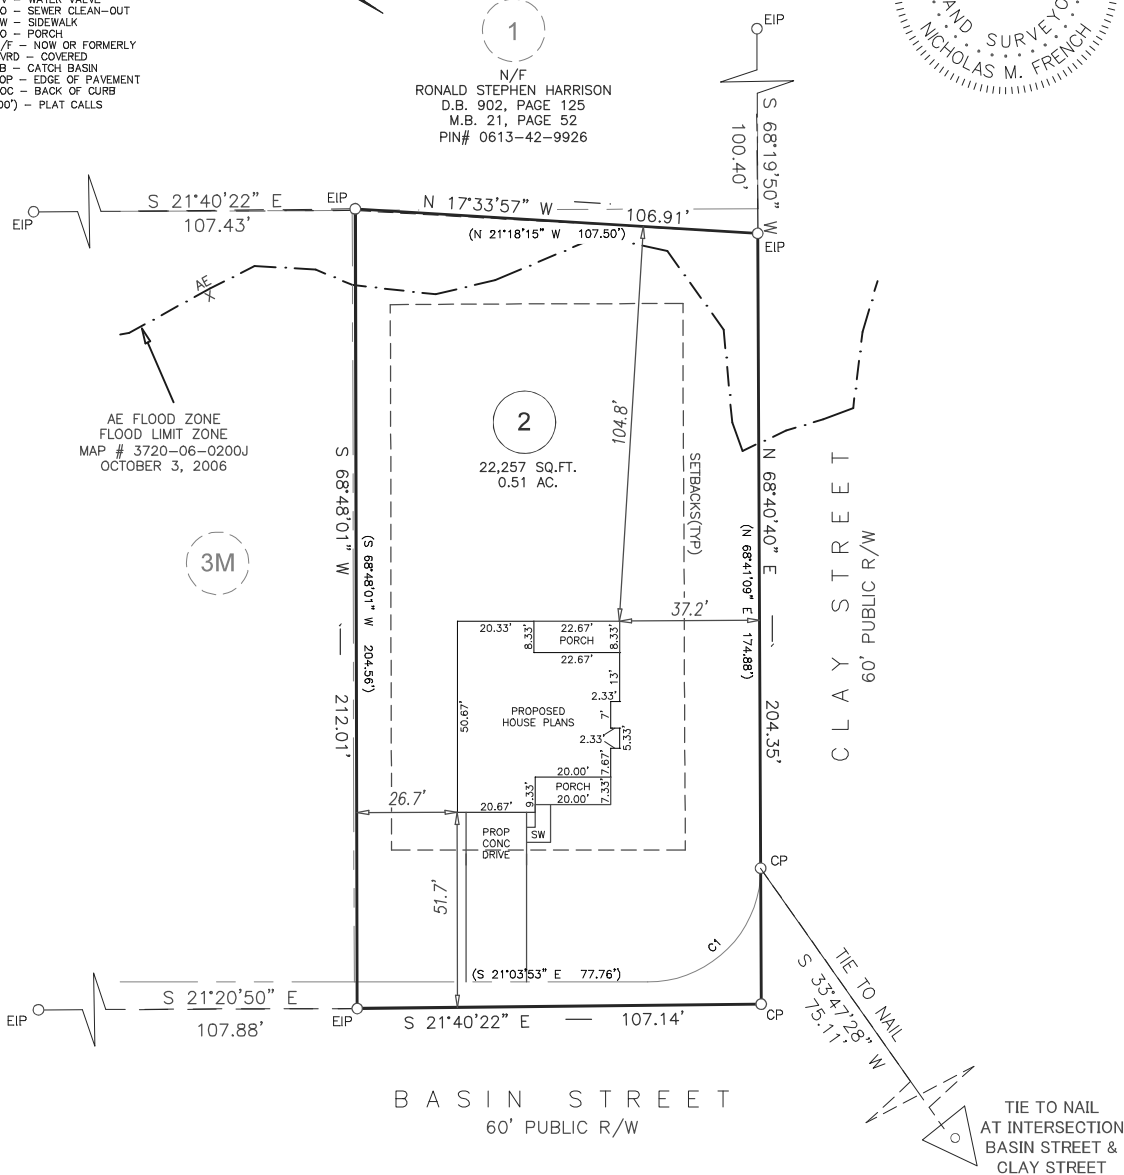 WATER VALVE
O – SEWER CLEAN–OUT
W – SIDEWALK
O – PORCH
/F – NOW OR FORMERLY
VRD – COVERED
B – CATCH BASIN
OP – EDGE OF PAVEMENT
OC – BACK OF CURB
00') – PLAT CALLS
1
N/F
RONALD STEPHEN HARRISON
D.B. 902, PAGE 125
M.B. 21, PAGE 52
PIN# 0613–42–9926
EIP
AND SURVEYO
NICHOLAS M. FRENCH
S 68°19'50" W
100.40'
EIP
S 21°40'22" E
107.43'
EIP
N 17°33'57" W
106.91'
(N 21°18'15" W 107.50')
EIP
AE
X
AE FLOOD ZONE
FLOOD LIMIT ZONE
MAP # 3720–06–0200J
OCTOBER 3, 2006
2
22,257 SQ.FT.
0.51 AC.
104.8'
SETBACKS(TYP)
S 68°48'01" W
212.01'
(S 68°48'01" W 204.56')
N 68°40'40" E
204.35'
(N 68°41'09" E 174.88')
CLAY STREET
60' PUBLIC R/W
3M
37.2'
20.33'
8.33'
22.67'
PORCH
8.33'
22.67'
13'
2.33'
7'
PROPOSED
HOUSE PLANS
50.67'
2.33'
5.33'
7.67'
20.00'
PORCH
20.00'
7.33'
9.33'
26.7'
20.67'
PROP
CONC
DRIVE
SW
51.7'
CP
C1
(S 21°03'53" E 77.76')
TIE TO NAIL
S 33°47'28" W
75.11'
EIP
S 21°20'50" E
107.88'
EIP
S 21°40'22" E
107.14'
CP
BASIN STREET
60' PUBLIC R/W
TIE TO NAIL
AT INTERSECTION
BASIN STREET &
CLAY STREET